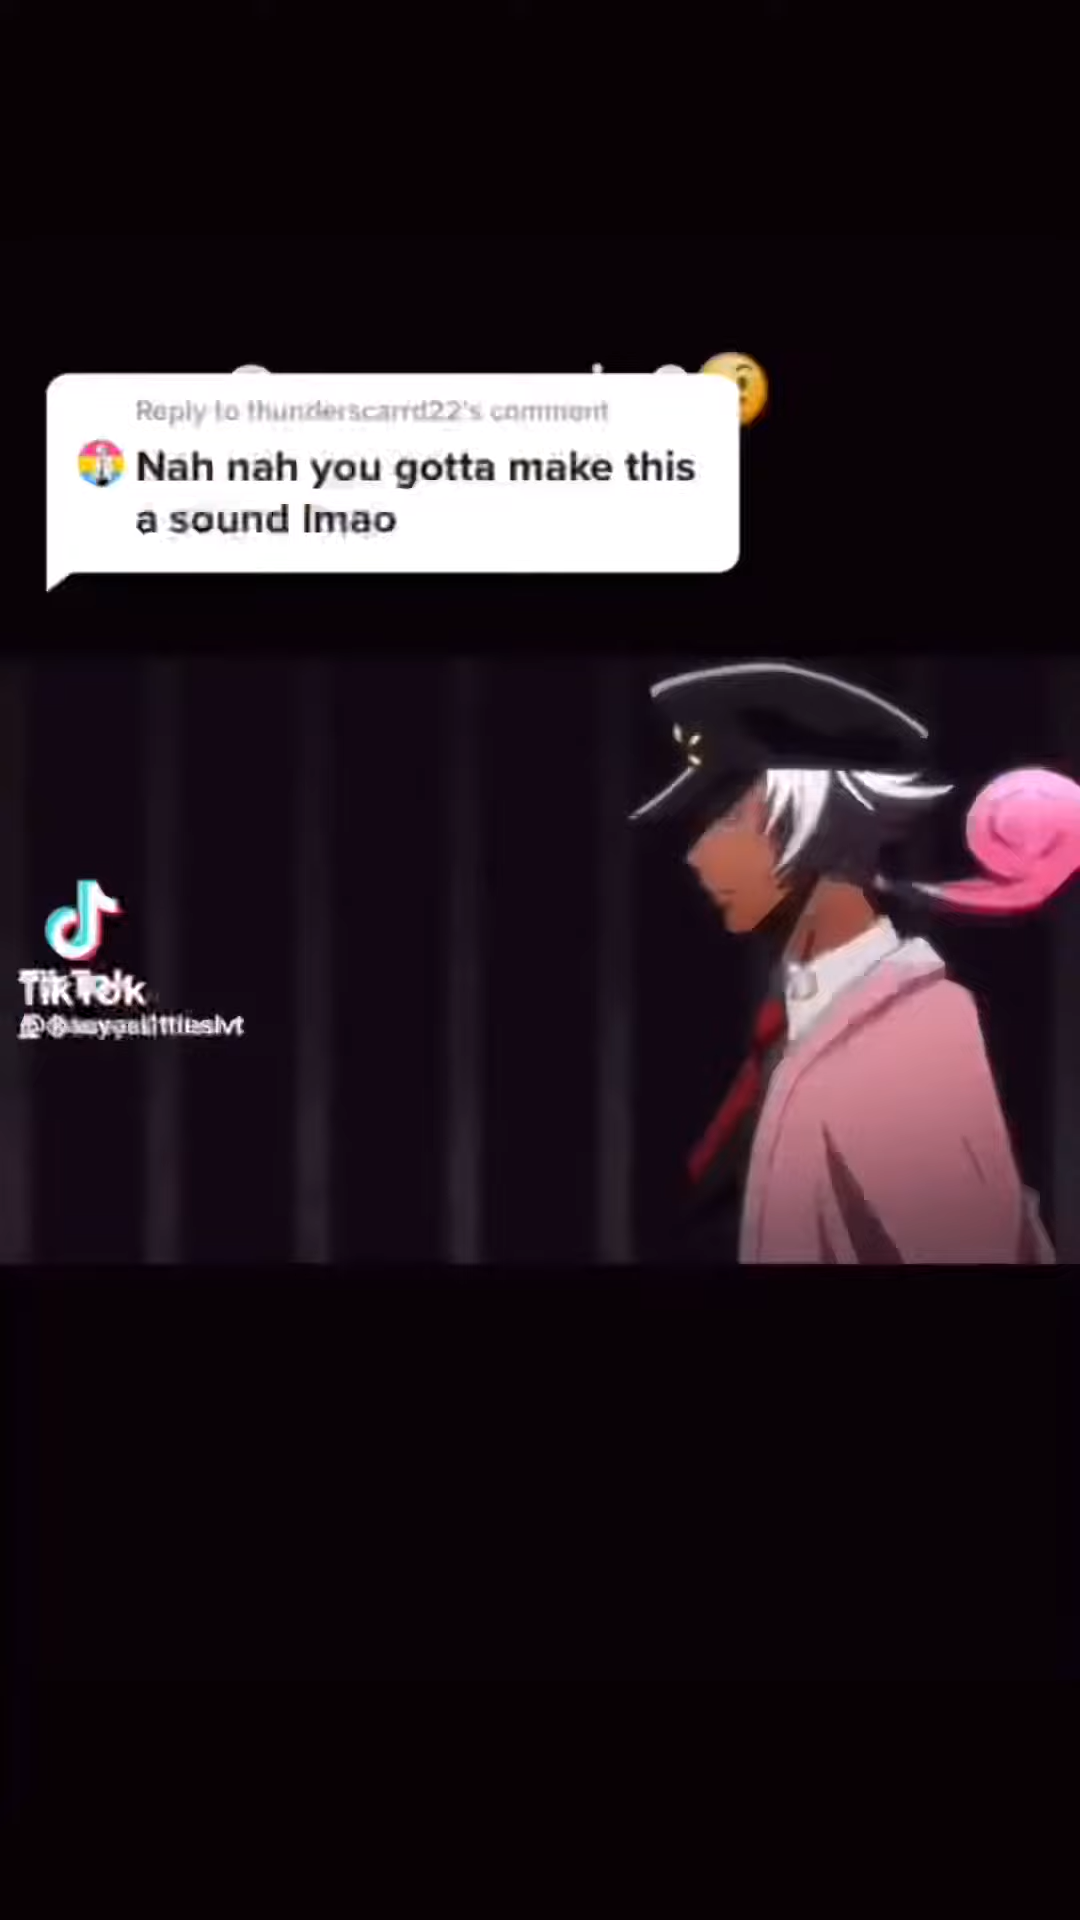 Reply to thunderscarrd22's comment
Nah nah you gotta make this
a sound lmao
TikTok